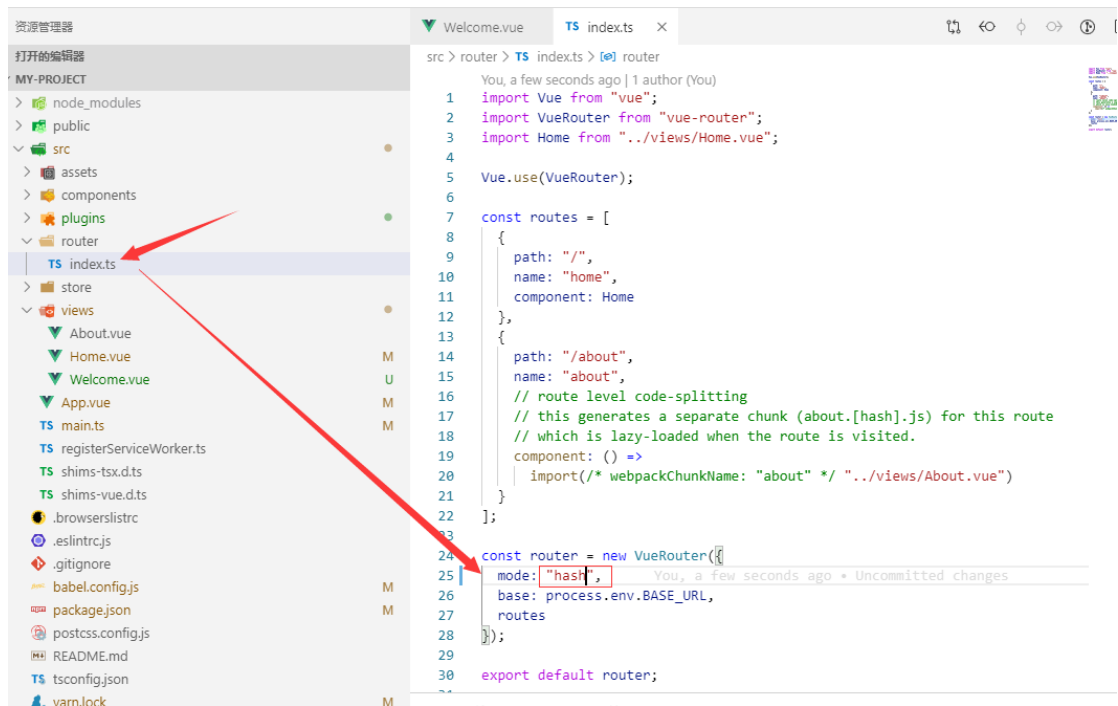 资源管理器
打开的编辑器
MY-PROJECT
node_modules
public
src
assets
components
plugins
router
TS index.ts
store
views
About.vue
Home.vue M
Welcome.vue U
App.vue M
TS main.ts M
TS registerServiceWorker.ts
TS shims-tsx.d.ts
TS shims-vue.d.ts
.browserslistrc
.eslintrc.js
.gitignore
babel.config.js M
package.json M
postcss.config.js
README.md
TS tsconfig.json
yarn.lock M
Welcome.vue TS index.ts
src > router > TS index.ts > router
You, a few seconds ago | 1 author (You)
1 import Vue from "vue";
2 import VueRouter from "vue-router";
3 import Home from "../views/Home.vue";
4
5 Vue.use(VueRouter);
6
7 const routes = [
8 {
9 path: "/",
10 name: "home",
11 component: Home
12 },
13 {
14 path: "/about",
15 name: "about",
16 // route level code-splitting
17 // this generates a separate chunk (about.[hash].js) for this route
18 // which is lazy-loaded when the route is visited.
19 component: () =>
20 import(/* webpackChunkName: "about" */ "../views/About.vue")
21 }
22 ];
23
24 const router = new VueRouter({
25 mode: "hash", You, a few seconds ago • Uncommitted changes
26 base: process.env.BASE_URL,
27 routes
28 });
29
30 export default router;